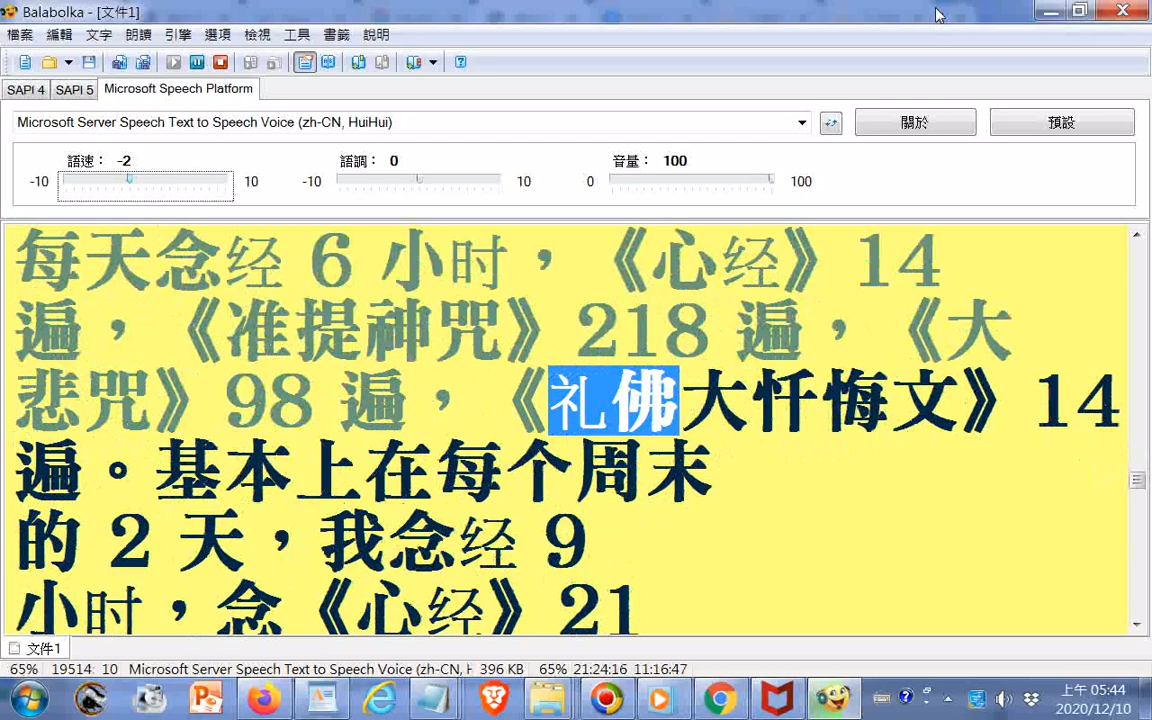 Balabolka - [文件1]
檔案 編輯 文字 朗讀 引擎 選項 檢視 工具 書籤 說明
SAPI 4 SAPI 5 Microsoft Speech Platform
Microsoft Server Speech Text to Speech Voice (zh-CN, HuiHui) 關於 預設
語速： -2 語調： 0 音量： 100
-10 10 -10 10 0 100
每天念经 6 小时，《心经》14
遍，《准提神咒》218 遍，《大
悲咒》98 遍，《礼佛大忏悔文》14
遍。基本上在每个周末
的 2 天，我念经 9
小时，念《心经》21
文件1
65% 19514: 10 Microsoft Server Speech Text to Speech Voice (zh-CN, H 396 KB 65% 21:24:16 11:16:47
上午 05:44
2020/12/10